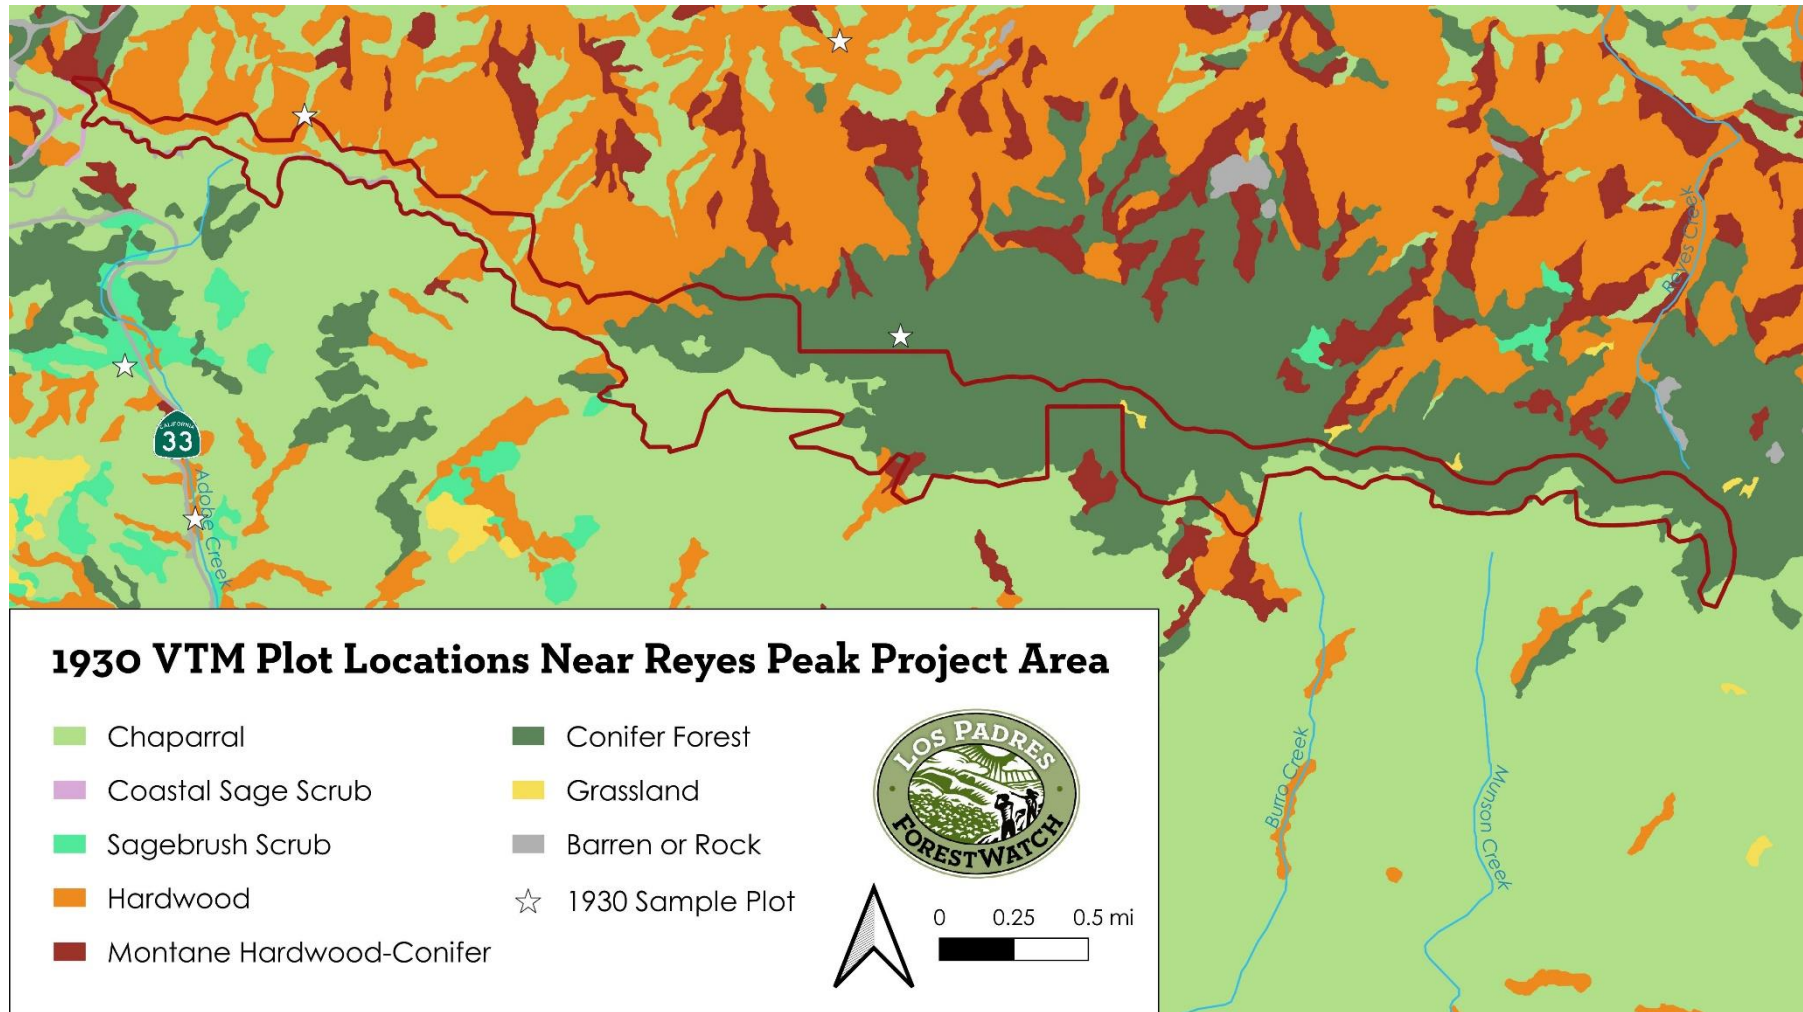 Reyes Creek
CALIFORNIA
33
Adobe Creek
1930 VTM Plot Locations Near Reyes Peak Project Area
Chaparral
Coastal Sage Scrub
Sagebrush Scrub
Hardwood
Montane Hardwood-Conifer
Conifer Forest
Grassland
Barren or Rock
1930 Sample Plot
LOS PADRES
FORESTWATCH
0 0.25 0.5 mi
Burro Creek
Munson Creek